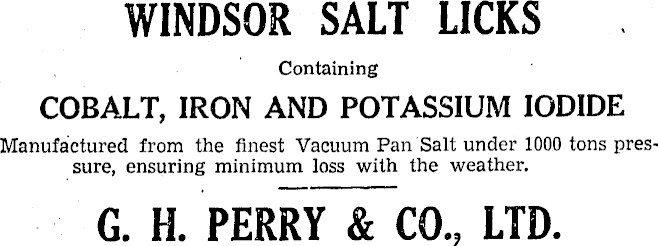 WINDSOR SALT LICKS
Containing
COBALT, IRON AND POTASSIUM IODIDE
Manufactured from the finest Vacuum Pan Salt under 1000 tons pres-
sure, ensuring minimum loss with the weather.
G. H. PERRY & CO., LTD.